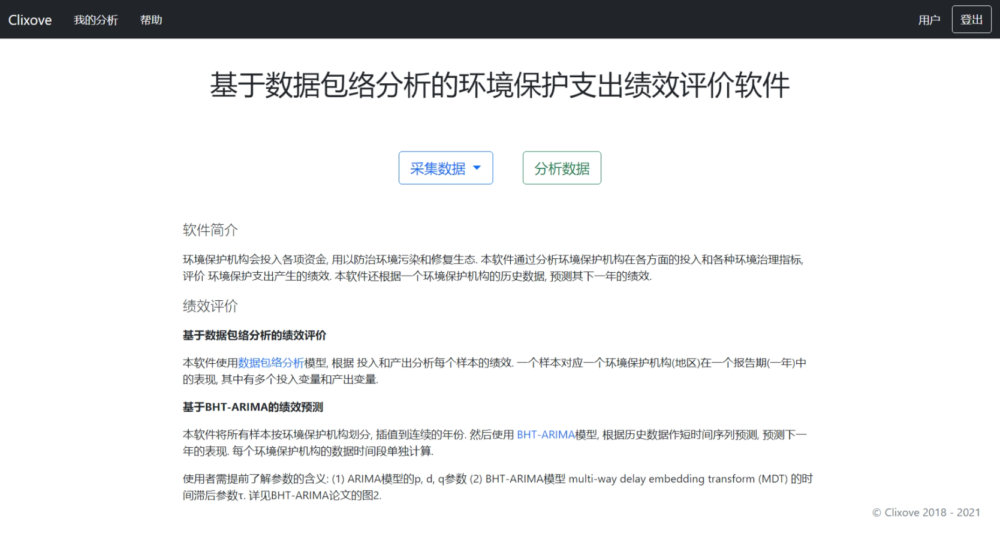 Clixove 我的分析 帮助 用户 登出
基于数据包络分析的环境保护支出绩效评价软件
采集数据 分析数据
软件简介
环境保护机构会投入各项资金, 用以防治环境污染和修复生态. 本软件通过分析环境保护机构在各方面的投入和各种环境治理指标,
评价 环境保护支出产生的绩效. 本软件还根据一个环境保护机构的历史数据, 预测其下一年的绩效.
绩效评价
基于数据包络分析的绩效评价
本软件使用数据包络分析模型, 根据 投入和产出分析每个样本的绩效. 一个样本对应一个环境保护机构(地区)在一个报告期(一年)中
的表现, 其中有多个投入变量和产出变量.
基于BHT-ARIMA的绩效预测
本软件将所有样本按环境保护机构划分, 插值到连续的年份. 然后使用 BHT-ARIMA模型, 根据历史数据作短时间序列预测, 预测下一
年的表现. 每个环境保护机构的数据时间段单独计算.
使用者需提前了解参数的含义: (1) ARIMA模型的p, d, q参数 (2) BHT-ARIMA模型 multi-way delay embedding transform (MDT) 的时
间滞后参数τ. 详见BHT-ARIMA论文的图2.
© Clixove 2018 - 2021